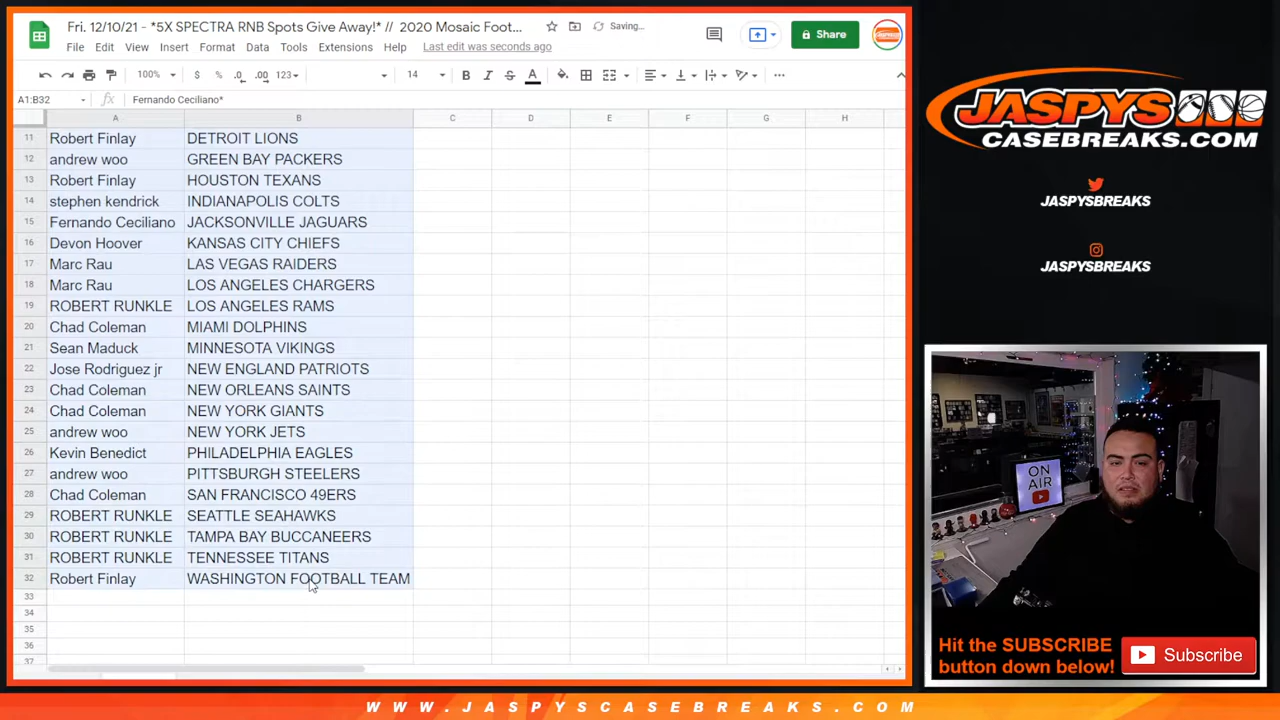 Fri. 12/10/21 - *5X SPECTRA RNB Spots Give Away!* // 2020 Mosaic Foot...
Saving...
Share
File Edit View Insert Format Data Tools Extensions Help Last edit was seconds ago
100% $ % .0 .00 123 14 B I S A
A1:B32 fx Fernando Ceciliano*
A B C D E F G H
11 Robert Finlay DETROIT LIONS
12 andrew woo GREEN BAY PACKERS
13 Robert Finlay HOUSTON TEXANS
14 stephen kendrick INDIANAPOLIS COLTS
15 Fernando Ceciliano JACKSONVILLE JAGUARS
16 Devon Hoover KANSAS CITY CHIEFS
17 Marc Rau LAS VEGAS RAIDERS
18 Marc Rau LOS ANGELES CHARGERS
19 ROBERT RUNKLE LOS ANGELES RAMS
20 Chad Coleman MIAMI DOLPHINS
21 Sean Maduck MINNESOTA VIKINGS
22 Jose Rodriguez jr NEW ENGLAND PATRIOTS
23 Chad Coleman NEW ORLEANS SAINTS
24 Chad Coleman NEW YORK GIANTS
25 andrew woo NEW YORK JETS
26 Kevin Benedict PHILADELPHIA EAGLES
27 andrew woo PITTSBURGH STEELERS
28 Chad Coleman SAN FRANCISCO 49ERS
29 ROBERT RUNKLE SEATTLE SEAHAWKS
30 ROBERT RUNKLE TAMPA BAY BUCCANEERS
31 ROBERT RUNKLE TENNESSEE TITANS
32 Robert Finlay WASHINGTON FOOTBALL TEAM
33
34
35
36
37
JASPYS
CASEBREAKS.COM
JASPYSBREAKS
JASPYSBREAKS
ON
AIR
Hit the SUBSCRIBE
button down below!
Subscribe
WWW.JASPYSCASEBREAKS.COM